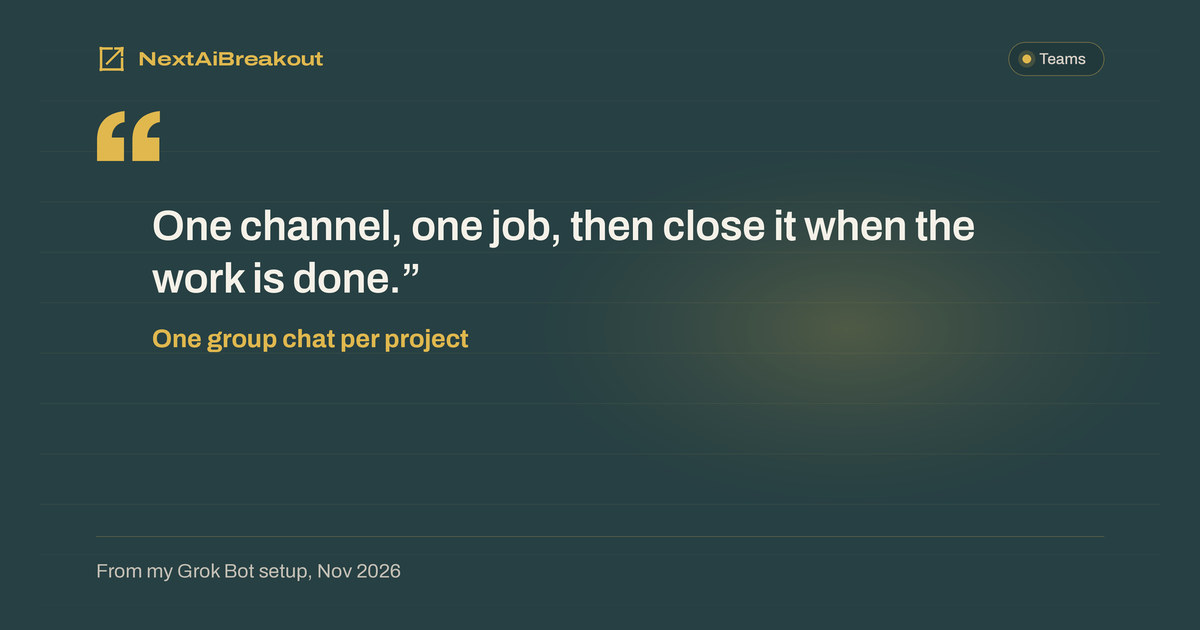 NextAiBreakout
Teams
“
One channel, one job, then close it when the
work is done.”
One group chat per project
From my Grok Bot setup, Nov 2026